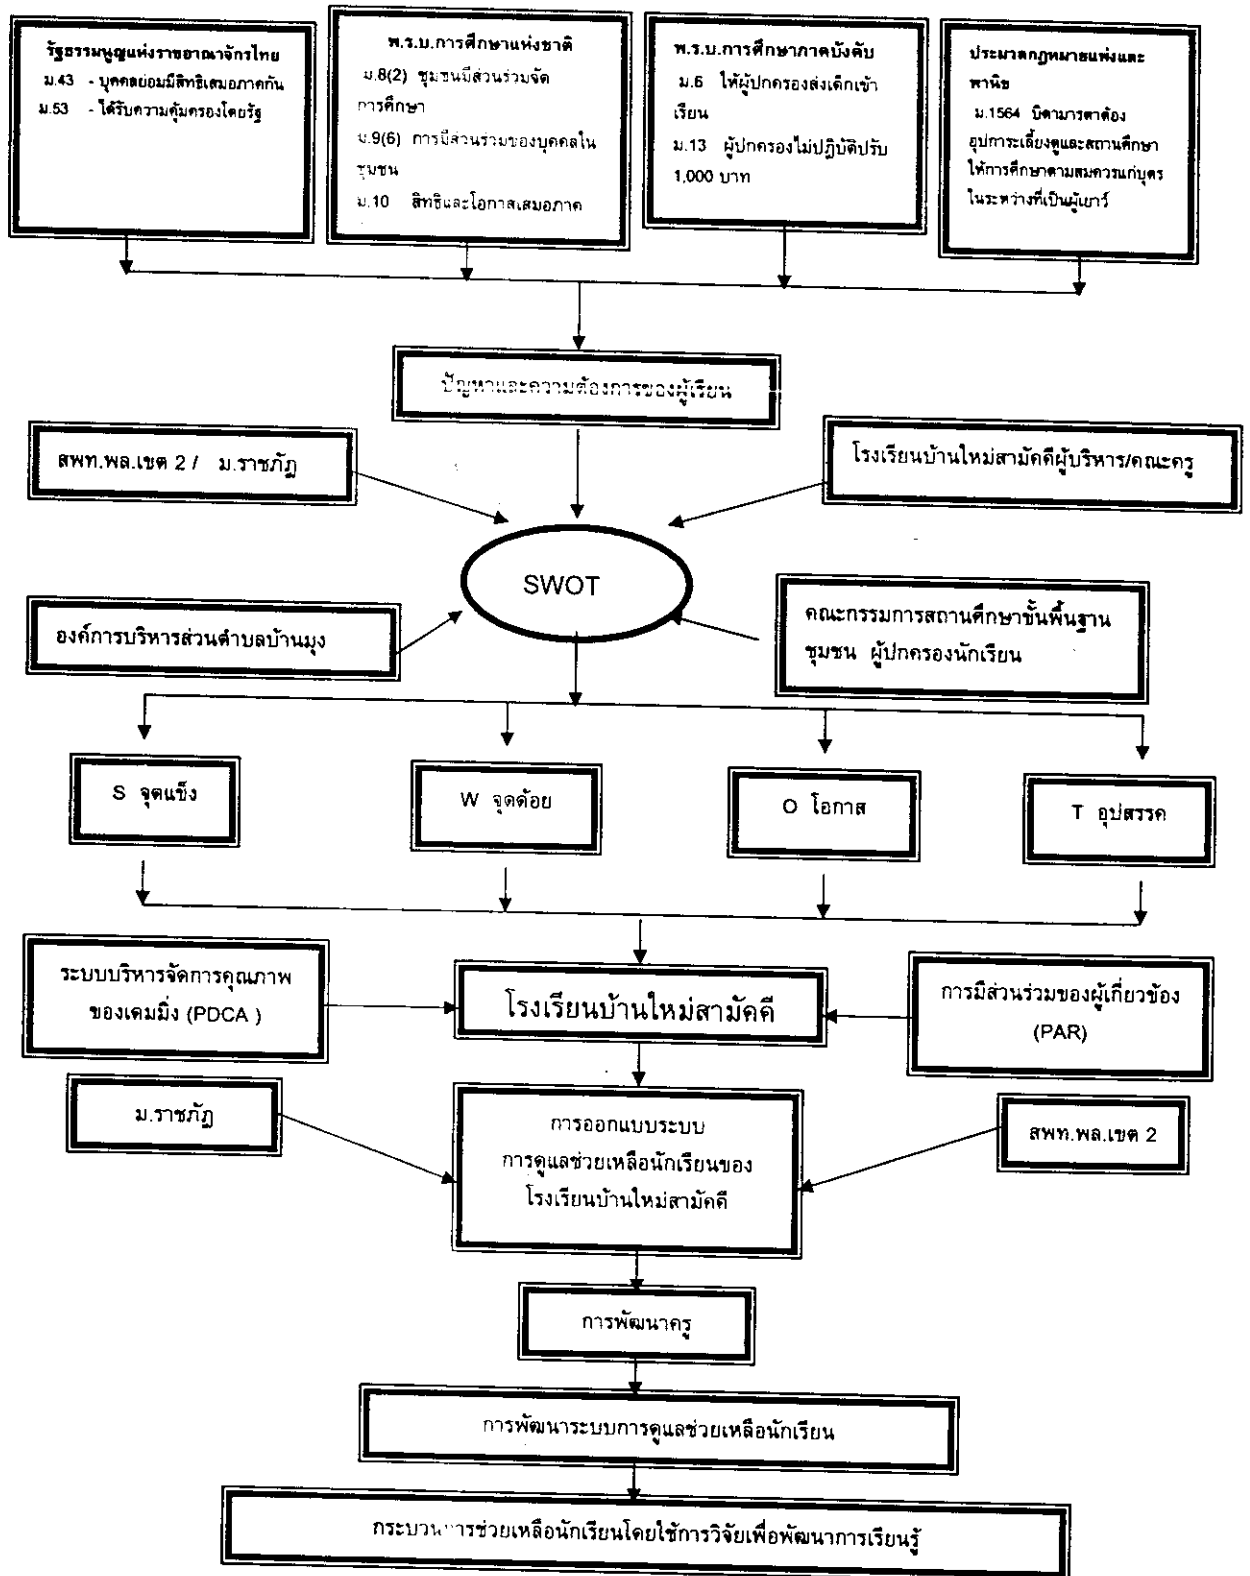 รัฐธรรมนูญแห่งราชอาณาจักรไทย
ม.43 - บุคคลย่อมมีสิทธิเสมอภาคกัน
ม.53 - ได้รับความคุ้มครองโดยรัฐ
พ.ร.บ.การศึกษาแห่งชาติ
ม.8(2) ชุมชนมีส่วนร่วมจัด
การศึกษา
ม.9(6) การมีส่วนร่วมของบุคคลใน
ชุมชน
ม.10 สิทธิและโอกาสเสมอภาค
พ.ร.บ.การศึกษาภาคบังคับ
ม.6 ให้ผู้ปกครองส่งเด็กเข้า
เรียน
ม.13 ผู้ปกครองไม่ปฏิบัติปรับ
1,000 บาท
ประมวลกฎหมายแพ่งและ
พานิช
ม.1564 บิดามารดาต้อง
อุปการะเลี้ยงดูและสถานศึกษา
ให้การศึกษาตามสมควรแก่บุตร
ในระหว่างที่เป็นผู้เยาว์
ปัญหาและความต้องการของผู้เรียน
สพท.พล.เขต 2 / ม.ราชภัฏ
โรงเรียนบ้านใหม่สามัคคีผู้บริหาร/คณะครู
SWOT
องค์การบริหารส่วนตำบลบ้านมุง
คณะกรรมการสถานศึกษาขั้นพื้นฐาน
ชุมชน ผู้ปกครองนักเรียน
S จุดแข็ง
W จุดด้อย
O โอกาส
T อุปสรรค
ระบบบริหารจัดการคุณภาพ
ของเดมมิ่ง (PDCA )
โรงเรียนบ้านใหม่สามัคคี
การมีส่วนร่วมของผู้เกี่ยวข้อง
(PAR)
ม.ราชภัฏ
การออกแบบระบบ
การดูแลช่วยเหลือนักเรียนของ
โรงเรียนบ้านใหม่สามัคคี
สพท.พล.เขต 2
การพัฒนาครู
การพัฒนาระบบการดูแลช่วยเหลือนักเรียน
กระบวนการช่วยเหลือนักเรียนโดยใช้การวิจัยเพื่อพัฒนาการเรียนรู้